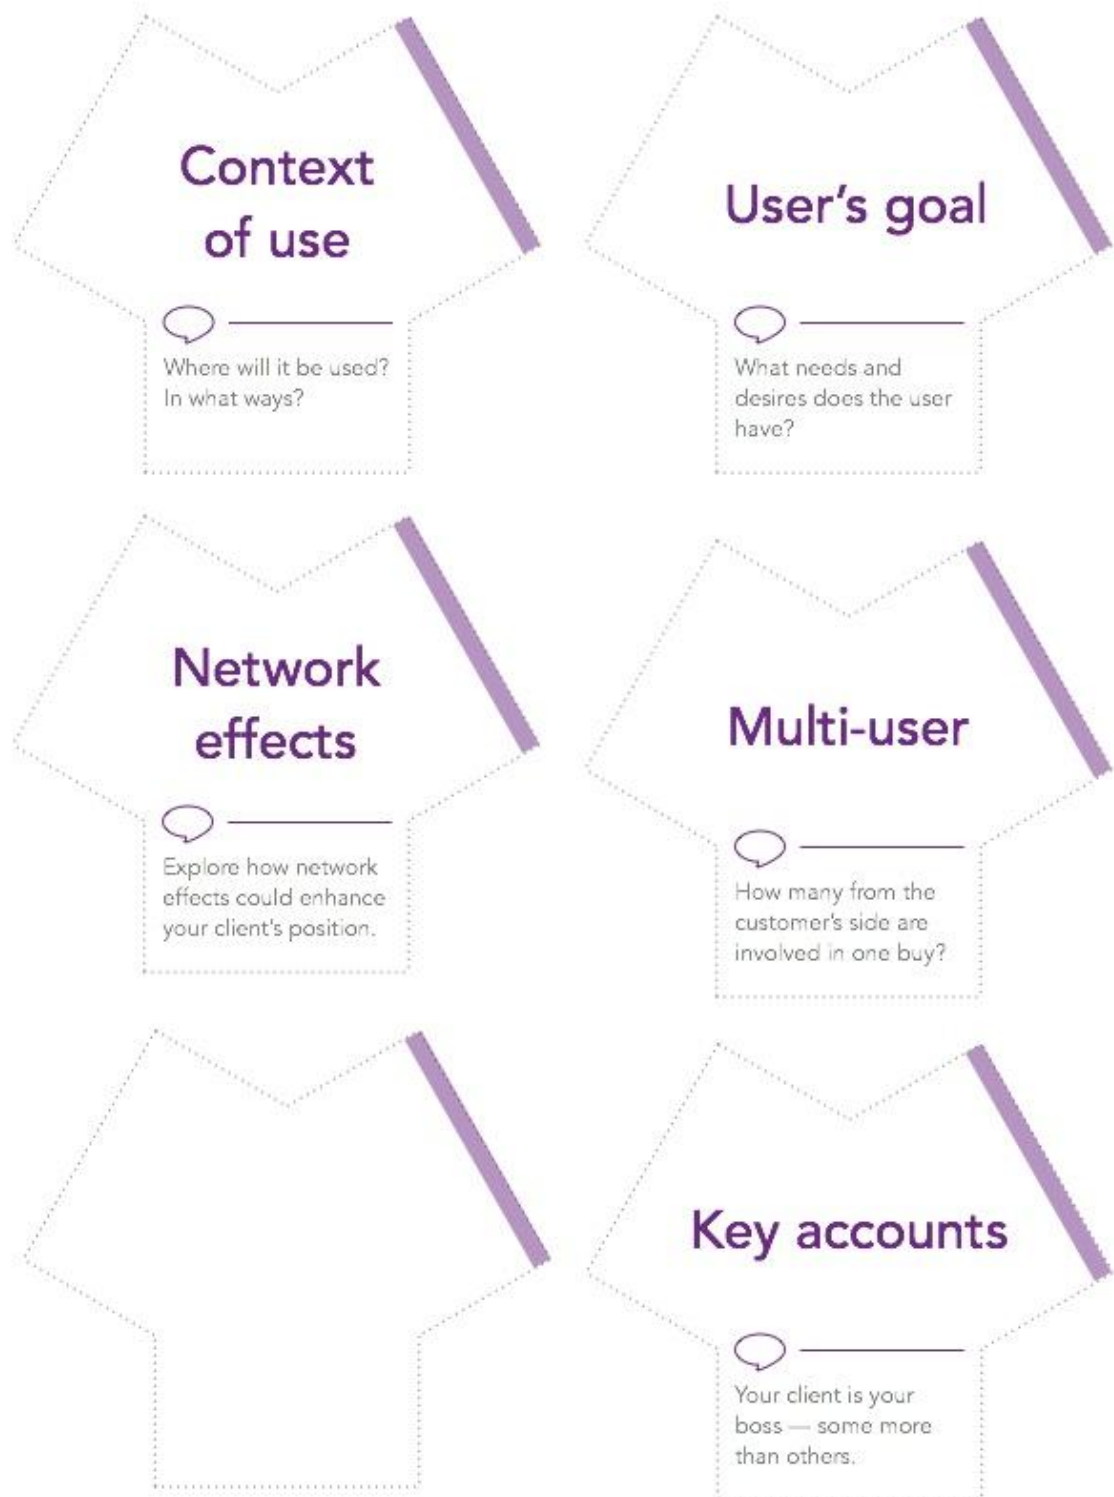 Context
of use
Where will it be used?
In what ways?
User's goal
What needs and
desires does the user
have?
Network
effects
Explore how network
effects could enhance
your client's position.
Multi-user
How many from the
customer's side are
involved in one buy?
Key accounts
Your client is your
boss — some more
than others.